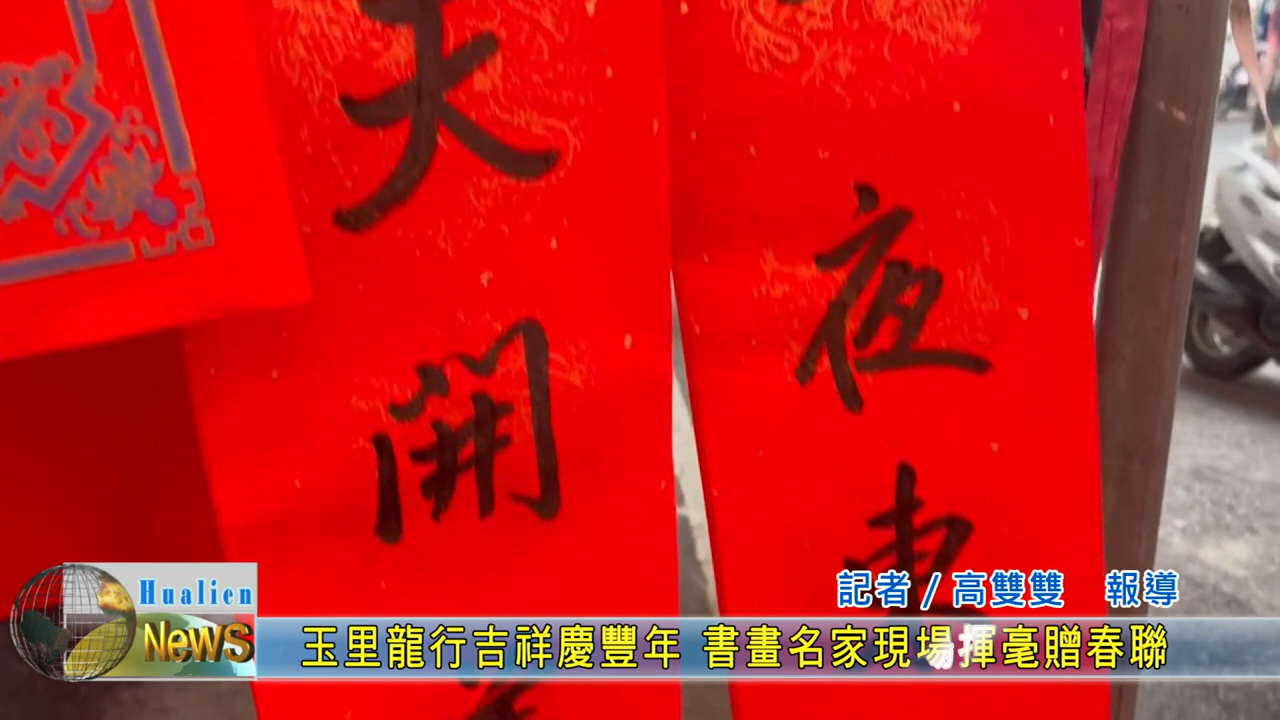 天開
夜車
Hualien
News
記者/高雙雙 報導
玉里龍行吉祥慶豐年 書畫名家現場揮毫贈春聯